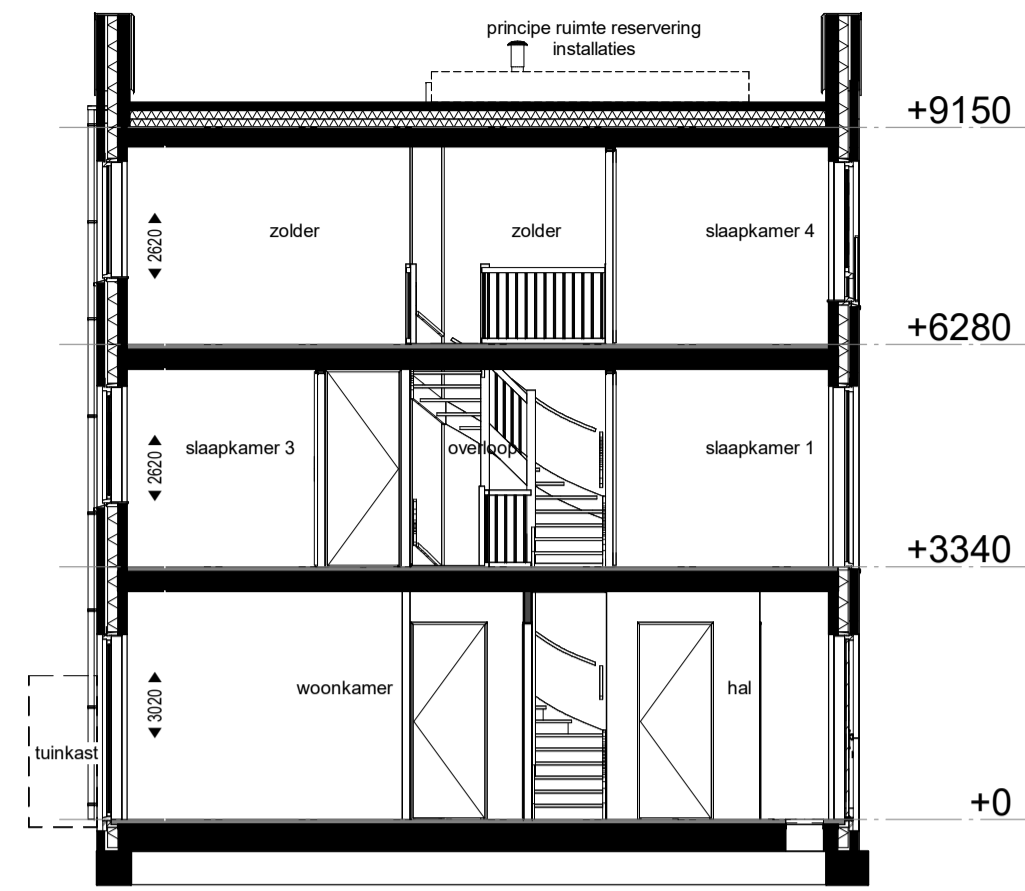 principe ruimte reservering
installaties
+9150
zolder
zolder
slaapkamer 4
2620
+6280
slaapkamer 3
overloop
slaapkamer 1
2620
+3340
woonkamer
hal
3020
tuinkast
+0